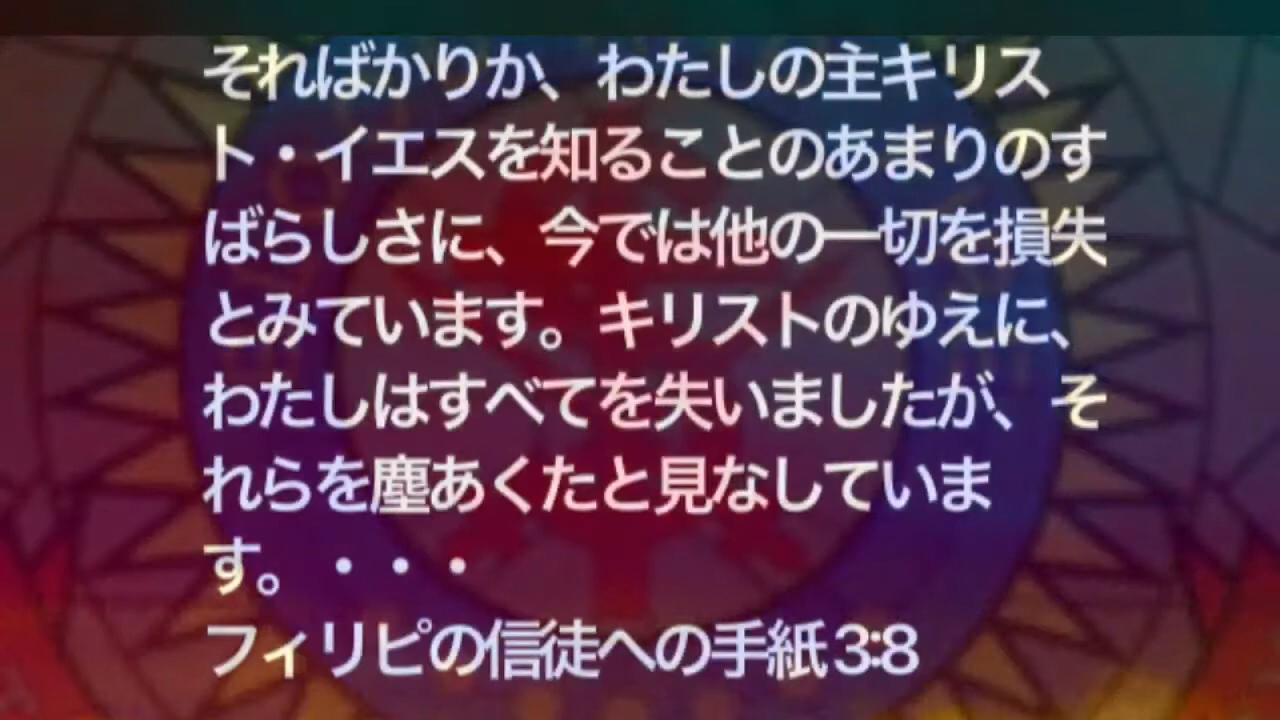 そればかりか、わたしの主キリス
ト・イエスを知ることのあまりのす
ばらしさに、今では他の一切を損失
とみています。キリストのゆえに、
わたしはすべてを失いましたが、そ
れらを塵あくたと見なしていま
す。・・・
フィリピの信徒への手紙 3:8